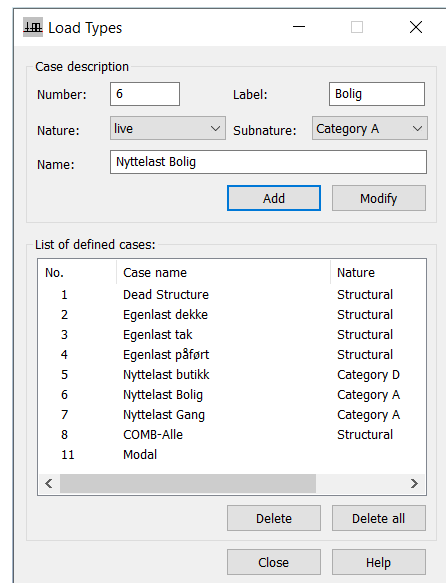 Load Types
Case description
Number: 6 Label: Bolig
Nature: live Subnature: Category A
Name: Nyttelast Bolig
Add Modify
List of defined cases:
No. Case name Nature
1 Dead Structure Structural
2 Egenlast dekke Structural
3 Egenlast tak Structural
4 Egenlast påført Structural
5 Nyttelast butikk Category D
6 Nyttelast Bolig Category A
7 Nyttelast Gang Category A
8 COMB-Alle Structural
11 Modal
Delete Delete all
Close Help